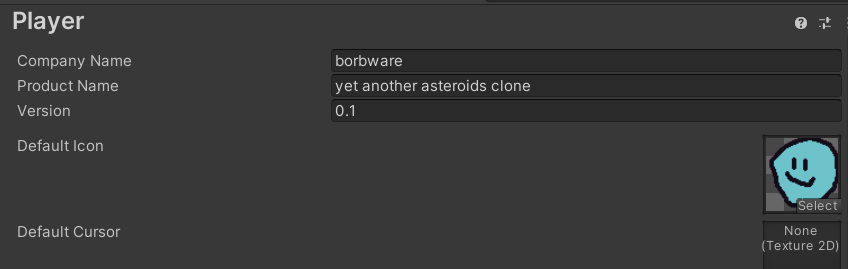 Player
Company Name borbware
Product Name yet another asteroids clone
Version 0.1
Default Icon
Select
Default Cursor
None
(Texture 2D)